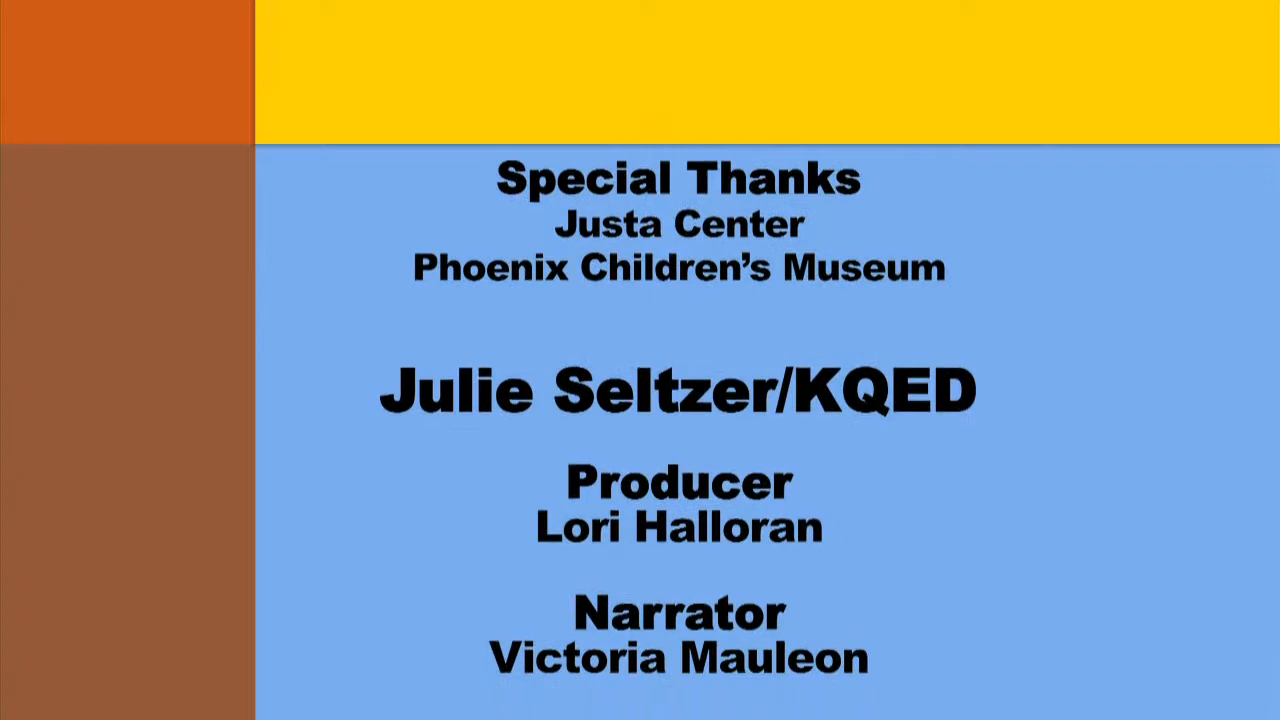 Special Thanks
Justa Center
Phoenix Children’s Museum
Julie Seltzer/KQED
Producer
Lori Halloran
Narrator
Victoria Mauleon